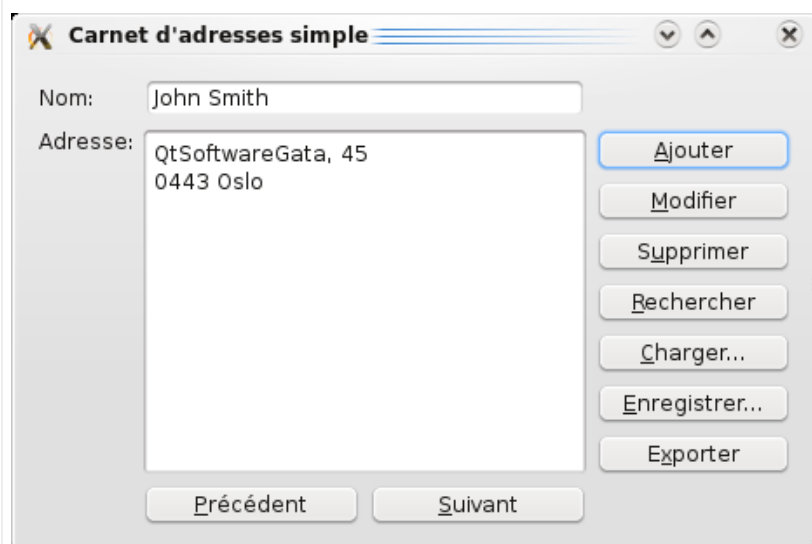 Carnet d'adresses simple
Nom: John Smith
Adresse: QtSoftwareGata, 45
0443 Oslo
Ajouter
Modifier
Supprimer
Rechercher
Charger...
Enregistrer...
Exporter
Précédent Suivant